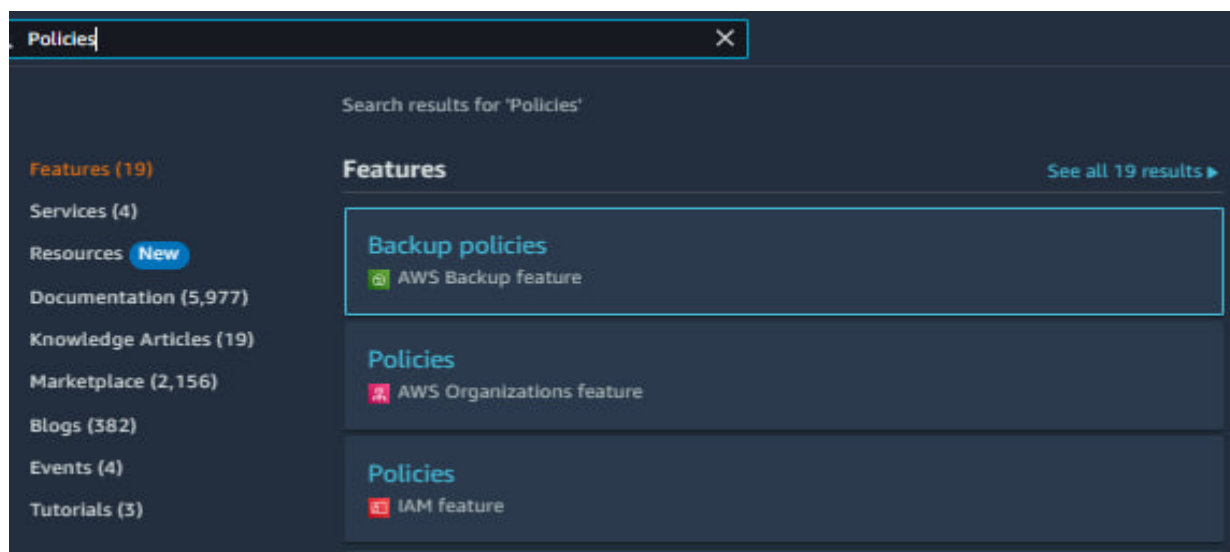 Policies
Search results for 'Policies'
Features (19)
Services (4)
Resources New
Documentation (5,977)
Knowledge Articles (19)
Marketplace (2,156)
Blogs (382)
Events (4)
Tutorials (3)
Features
See all 19 results
Backup policies
AWS Backup feature
Policies
AWS Organizations feature
Policies
IAM feature